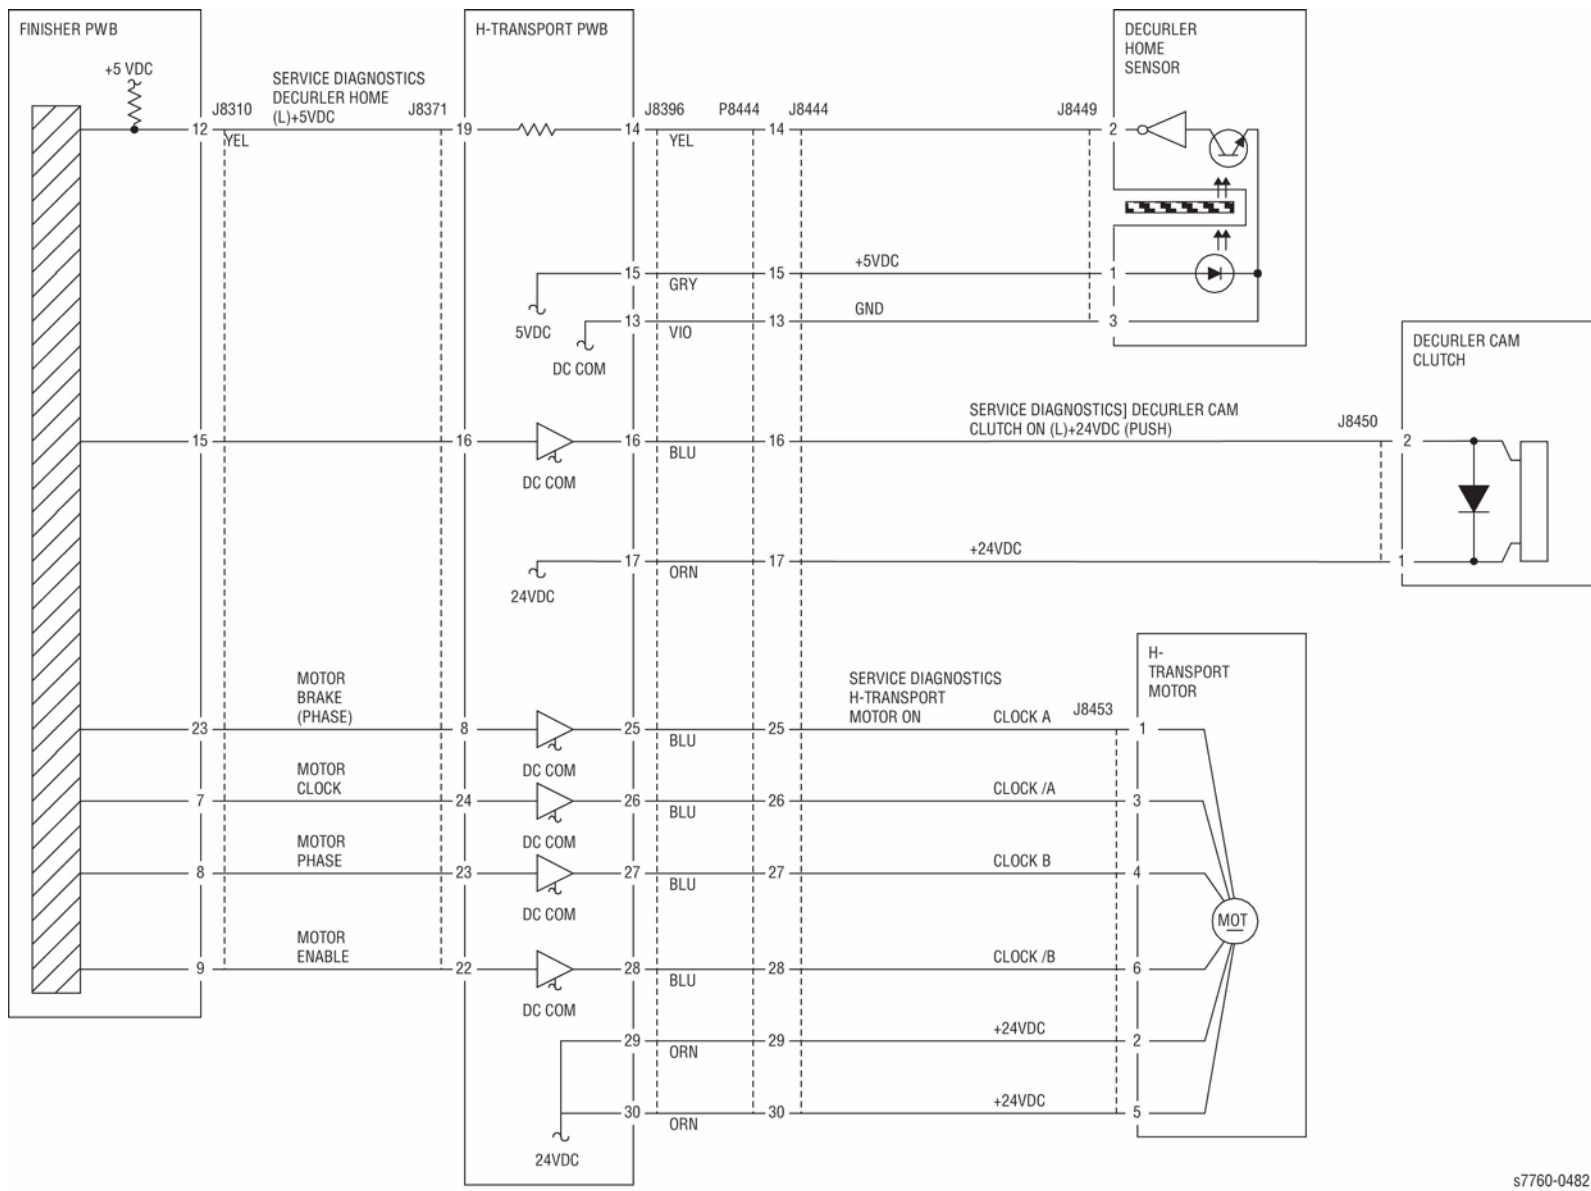 FINISHER PWB
H-TRANSPORT PWB
DECURLER
HOME
SENSOR
+5 VDC
SERVICE DIAGNOSTICS
DECURLER HOME
(L)+5VDC
J8310
J8371
J8396
P8444
J8444
J8449
12
YEL
19
14
YEL
14
2
15
GRY
15
+5VDC
1
5VDC
13
VIO
13
GND
3
DC COM
DECURLER CAM
CLUTCH
SERVICE DIAGNOSTICS] DECURLER CAM
CLUTCH ON (L)+24VDC (PUSH)
J8450
15
16
16
BLU
16
2
DC COM
17
ORN
17
+24VDC
1
24VDC
H-
TRANSPORT
MOTOR
MOTOR
BRAKE
(PHASE)
SERVICE DIAGNOSTICS
H-TRANSPORT
MOTOR ON
CLOCK A
J8453
23
8
25
BLU
25
1
DC COM
MOTOR
CLOCK
CLOCK /A
7
24
26
BLU
26
3
DC COM
MOTOR
PHASE
CLOCK B
8
23
27
BLU
27
4
DC COM
MOT
MOTOR
ENABLE
CLOCK /B
9
22
28
BLU
28
6
DC COM
+24VDC
29
ORN
29
2
+24VDC
30
ORN
30
5
24VDC
s7760-0482